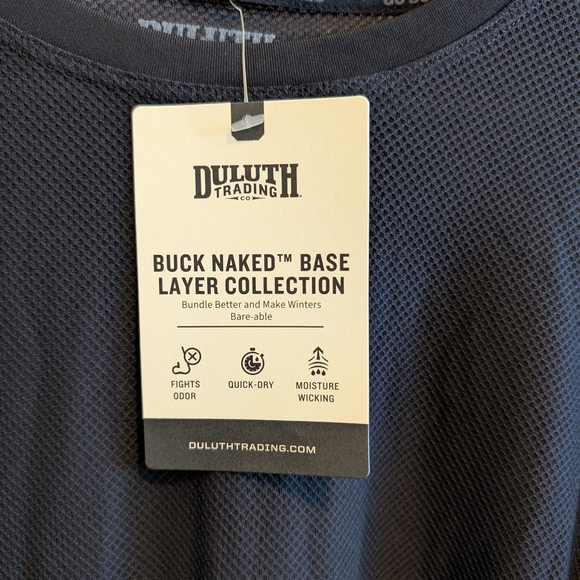 DULUTH
TRADING
CO
BUCK NAKED™ BASE
LAYER COLLECTION
Bundle Better and Make Winters
Bare-able
FIGHTS
ODOR
QUICK-DRY
MOISTURE
WICKING
DULUTHTRADING.COM